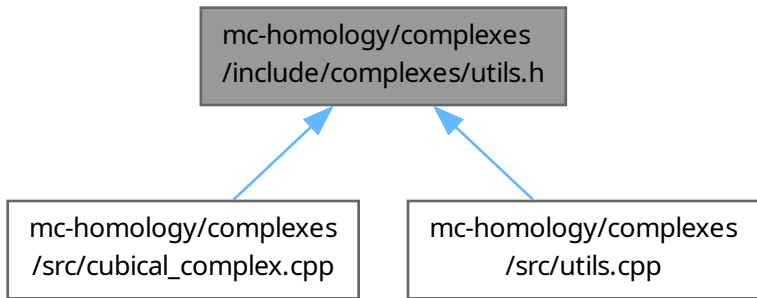 mc-homology/complexes
/include/complexes/utils.h
mc-homology/complexes
/src/cubical_complex.cpp
mc-homology/complexes
/src/utils.cpp